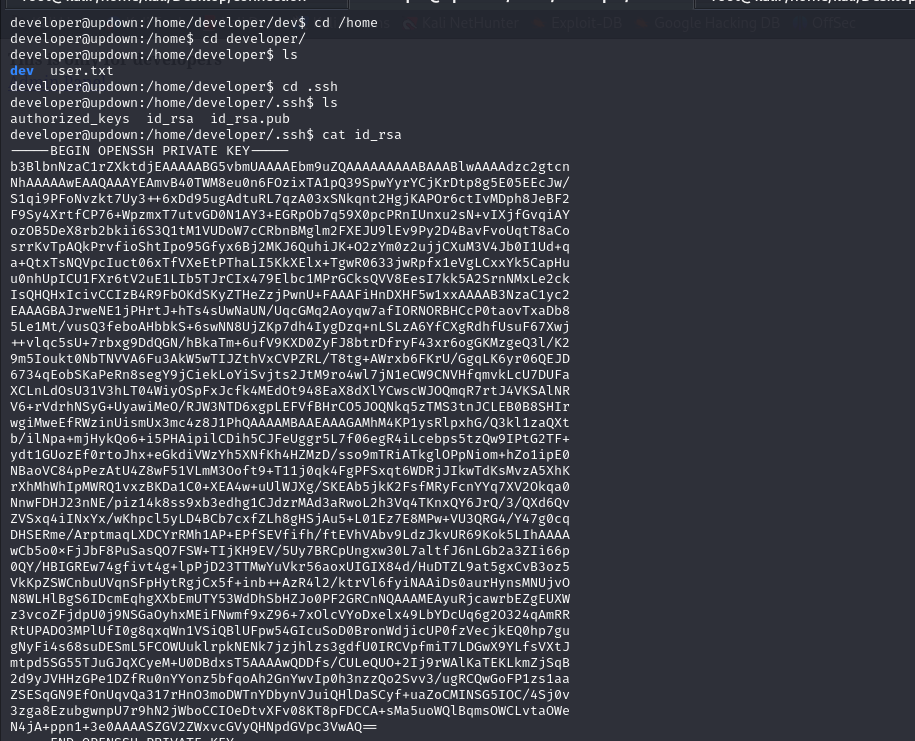 developer@updown:/home/developer/dev$ cd /home
developer@updown:/home$ cd developer/
developer@updown:/home/developer$ ls
dev  user.txt
developer@updown:/home/developer$ cd .ssh
developer@updown:/home/developer/.ssh$ ls
authorized_keys  id_rsa  id_rsa.pub
developer@updown:/home/developer/.ssh$ cat id_rsa
-----BEGIN OPENSSH PRIVATE KEY-----
b3BlbnNzaC1rZXktdjEAAAAABG5vbmUAAAAEbm9uZQAAAAAAAAABAAABlwAAAAdzc2gtcn
NhAAAAAwEAAQAAAYEAmvB40TWM8eu0n6FOzixTA1pQ39SpwYyrYCjKrDtp8g5E05EEcJw/
S1qi9PFoNvzkt7Uy3++6xDd95ugAdtuRL7qzA03xSNkqnt2HgjKAPOr6ctIvMDph8JeBF2
F9Sy4XrtfCP76+WpzmxT7utvGD0N1AY3+EGRpOb7q59X0pcPRnIUnxu2sN+vIXjfGvqiAY
ozOB5DeX8rb2bkii6S3Q1tM1VUDoW7cCRbnBMglm2FXEJU9lEv9Py2D4BavFvoUqtT8aCo
srrKvTpAQkPrvfioShtIpo95Gfyx6Bj2MKJ6QuhiJK+O2zYm0z2ujjCXuM3V4Jb0I1Ud+q
a+QtxTsNQVpcIuct06xTfVXeEtPThaLI5KkXElx+TgwR0633jwRpfx1eVgLCxxYk5CapHu
u0nhUpICU1FXr6tV2uE1LIb5TJrCIx479Elbc1MPrGCksQVV8EesI7kk5A2SrnNMxLe2ck
IsQHQHxIcivCCIzB4R9FbOKdSKyZTHeZzjPwnU+FAAAFiHnDXHF5w1xxAAAAB3NzaC1yc2
EAAAGBAJrweNE1jPHrtJ+hTs4sUwNaUN/UqcGMq2Aoyqw7afIORNORBHCcP0taovTxaDb8
5Le1Mt/vusQ3feboAHbbkS+6swNN8UjZKp7dh4IygDzq+nLSLzA6YfCXgRdhfUsuF67Xwj
++vlqc5sU+7rbxg9DdQGN/hBkaTm+6ufV9KXD0ZyFJ8btrDfryF43xr6ogGKMzgeQ3l/K2
9m5Ioukt0NbTNVVA6Fu3AkW5wTIJZthVxCVPZRL/T8tg+AWrxb6FKrU/GgqLK6yr06QEJD
6734qEobSKaPeRn8segY9jCiekLoYiSvjts2JtM9ro4wl7jN1eCW9CNVHfqmvkLcU7DUFa
XCLnLdOsU31V3hLT04WiyOSpFxJcfk4MEdOt948EaX8dXlYCwscWJOQmqR7rtJ4VKSAlNR
V6+rVdrhNSyG+UyawiMeO/RJW3NTD6xgpLEFVfBHrCO5JOQNkq5zTMS3tnJCLEB0B8SHIr
wgiMweEfRWzinUismUx3mc4z8J1PhQAAAAMBAAEAAAGAMhM4KP1ysRlpxhG/Q3kl1zaQXt
b/ilNpa+mjHykQo6+i5PHAipilCDih5CJFeUggr5L7f06egR4iLcebps5tzQw9IPtG2TF+
ydt1GUozEf0rtoJhx+eGkdiVWzYh5XNfKh4HZMzD/sso9mTRiATkglOPpNiom+hZo1ipE0
NBaoVC84pPezAtU4Z8wF51VLmM3Ooft9+T11j0qk4FgPFSxqt6WDRjJIkwTdKsMvzA5XhK
rXhMhWhIpMWRQ1vxzBKDa1C0+XEA4w+uUlWJXg/SKEAb5jkK2FsfMRyFcnYYq7XV2Okqa0
NnwFDHJ23nNE/piz14k8ss9xb3edhg1CJdzrMAd3aRwoL2h3Vq4TKnxQY6JrQ/3/QXd6Qv
ZVSxq4iINxYx/wKhpcl5yLD4BCb7cxfZLh8gHSjAu5+L01Ez7E8MPw+VU3QRG4/Y47g0cq
DHSERme/ArptmaqLXDCYrRMh1AP+EPfSEVfifh/ftEVhVAbv9LdzJkvUR69Kok5LIhAAAA
wCb5o0×FjJbF8PuSasQO7FSW+TIjKH9EV/5Uy7BRCpUngxw30L7altfJ6nLGb2a3ZIi66p
0QY/HBIGREw74gfivt4g+lpPjD23TTMwYuVkr56aoxUIGIX84d/HuDTZL9at5gxCvB3oz5
VkKpZSWCnbuUVqnSFpHytRgjCx5f+inb++AzR4l2/ktrVl6fyiNAAiDs0aurHynsMNUjvO
N8WLHlBgS6IDcmEqhgXXbEmUTY53WdDhSbHZJo0PF2GRCnNQAAAMEAyuRjcawrbEZgEUXW
z3vcoZFjdpU0j9NSGaOyhxMEiFNwmf9xZ96+7xOlcVYoDxelx49LbYDcUq6g2O324qAmRR
RtUPADO3MPlUfI0g8qxqWn1VSiQBlUFpw54GIcuSoD0BronWdjicUP0fzVecjkEQ0hp7gu
gNyFi4s68suDESmL5FCOWUuklrpkNENk7jzjhlzs3gdfU0IRCVpfmiT7LDGwX9YLfsVXtJ
mtpd5SG55TJuGJqXCyeM+U0DBdxsT5AAAAwQDDfs/CULeQUO+2Ij9rWAlKaTEKLkmZjSqB
2d9yJVHHzGPe1DZfRu0nYYonz5bfqoAh2GnYwvIp0h3nzzQo2Svv3/ugRCQwGoFP1zs1aa
ZSESqGN9EfOnUqvQa317rHnO3moDWTnYDbynVJuiQHlDaSCyf+uaZoCMINSG5IOC/4Sj0v
3zga8EzubgwnpU7r9hN2jWboCCIOeDtvXFv08KT8pFDCCA+sMa5uoWQlBqmsOWCLvtaOWe
N4jA+ppn1+3e0AAAASZGV2ZWxvcGVyQHNpdGVpc3VwAQ==